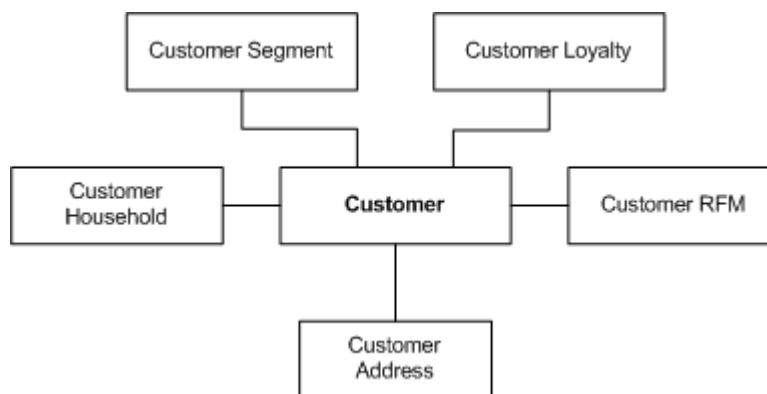 Customer Segment
Customer Loyalty
Customer
Household
Customer
Customer RFM
Customer
Address